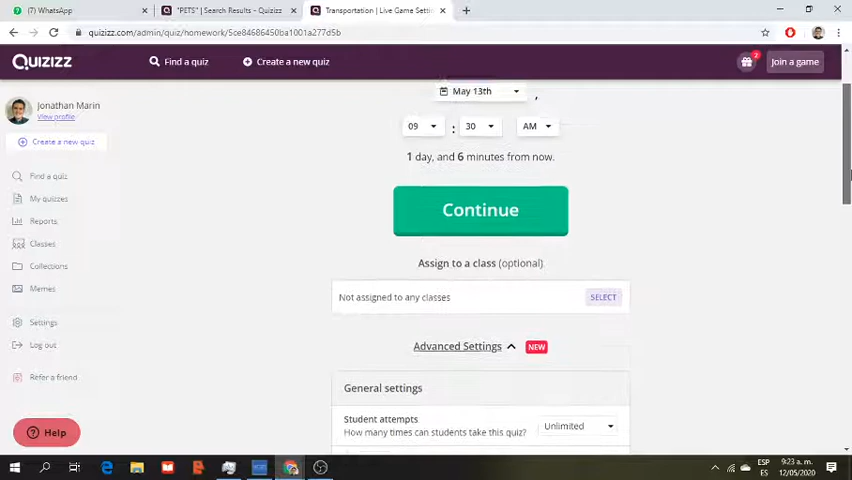 (7) WhatsApp
"PETS" | Search Results - Quizizz
Transportation | Live Game Settin
quizizz.com/admin/quiz/homework/5ce84686450ba1001a277d5b
QUIZIZZ
Find a quiz
Create a new quiz
2
Join a game
Jonathan Marin
View profile
Create a new quiz
Find a quiz
My quizzes
Reports
Classes
Collections
Memes
Settings
Log out
Refer a friend
Help
May 13th
,
09 : 30 AM
1 day, and 6 minutes from now.
Continue
Assign to a class (optional)
Not assigned to any classes
SELECT
Advanced Settings NEW
General settings
Student attempts
How many times can students take this quiz?
Unlimited
ESP
ES
9:23 a. m.
12/05/2020